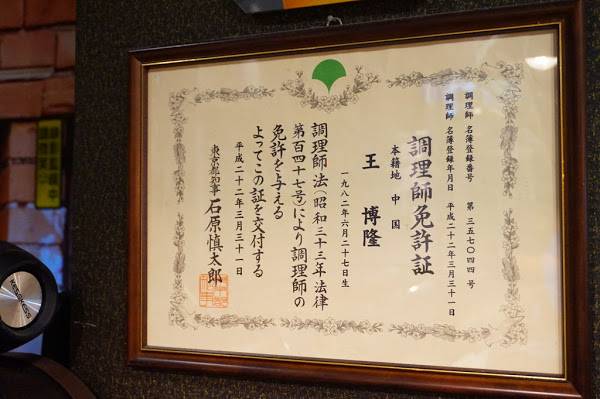 調理師 名簿登録番号 第 三五七〇四四 号
調理師 名簿登録年月日 平成二十二年三月三十一日
調理師免許証
本籍地 中国
王 博隆
一九八二年六月二十七日生
調理師法(昭和三十三年法律
第百四十七号)により調理師の
免許を与える
よってこの証を交付する
平成二十二年三月三十一日
東京都知事 石原慎太郎